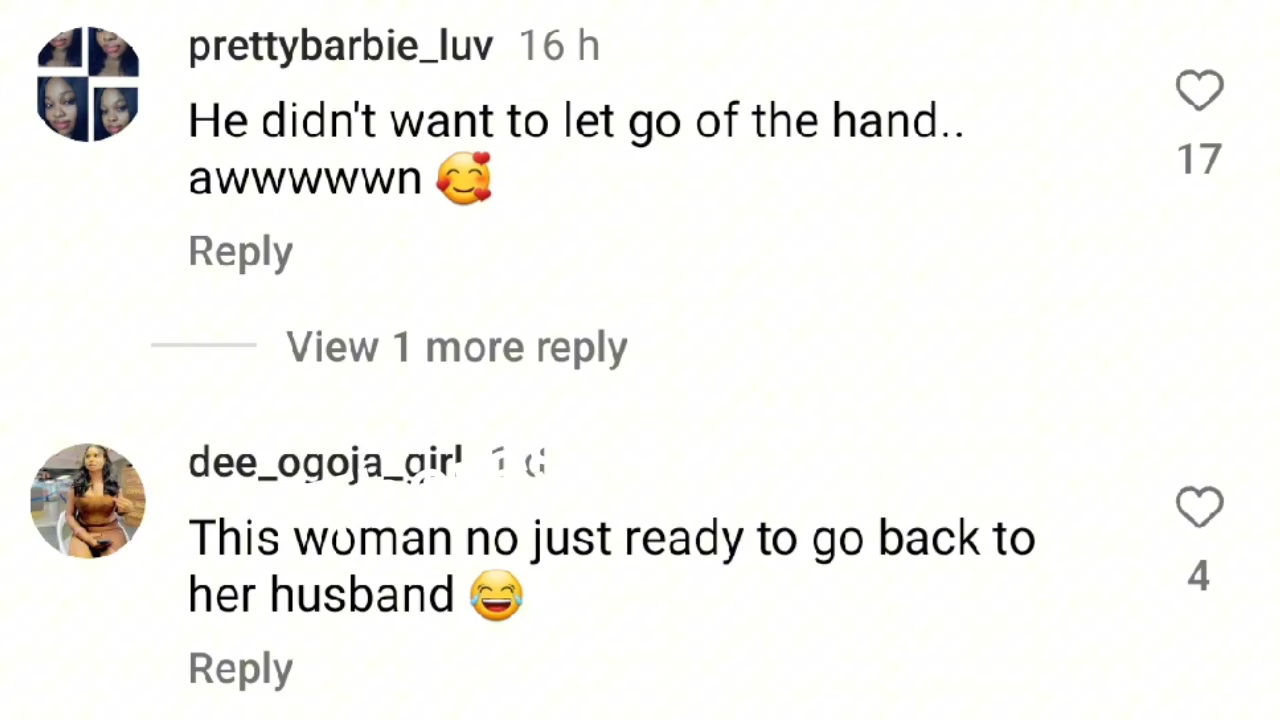 prettybarbie_luv 16 h
He didn't want to let go of the hand..
awwwwwn 🥰
17
Reply
View 1 more reply
dee_ogoja_girl
This woman no just ready to go back to
her husband 😂
4
Reply